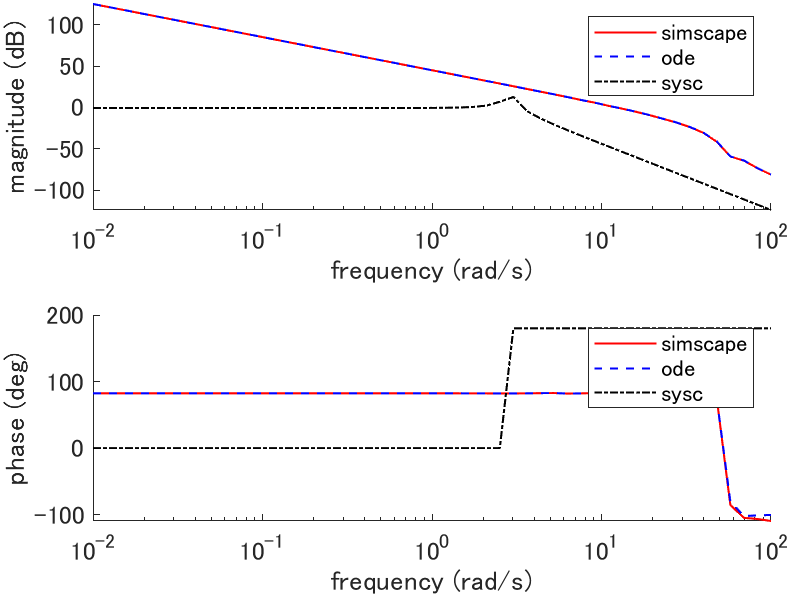 magnitude (dB)
100
50
0
-50
-100
simscape
ode
sysc
10^-2
10^-1
10^0
10^1
10^2
frequency (rad/s)
phase (deg)
200
100
0
-100
simscape
ode
sysc
10^-2
10^-1
10^0
10^1
10^2
frequency (rad/s)